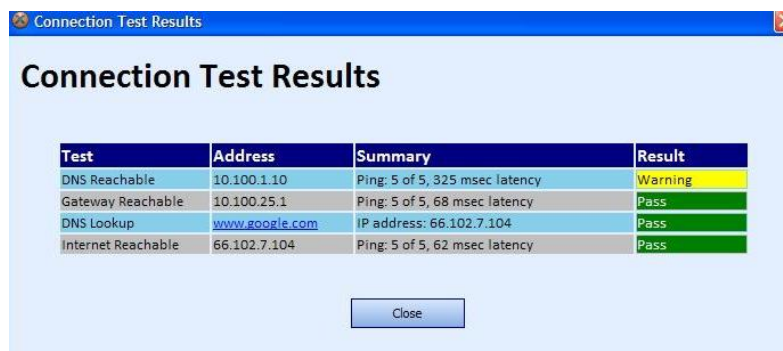 Connection Test Results
Connection Test Results
Test Address Summary Result
DNS Reachable 10.100.1.10 Ping: 5 of 5, 325 msec latency Warning
Gateway Reachable 10.100.25.1 Ping: 5 of 5, 68 msec latency Pass
DNS Lookup www.google.com IP address: 66.102.7.104 Pass
Internet Reachable 66.102.7.104 Ping: 5 of 5, 62 msec latency Pass
Close